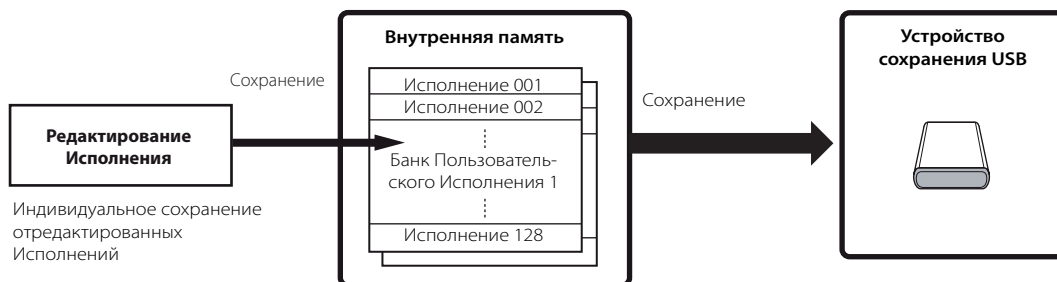 Редактирование
Исполнения
Индивидуальное сохранение
отредактированных
Исполнений
Сохранение
Внутренняя память
Исполнение 001
Исполнение 002
Банк Пользователь-
ского Исполнения 1
Исполнение 128
Сохранение
Устройство
сохранения USB